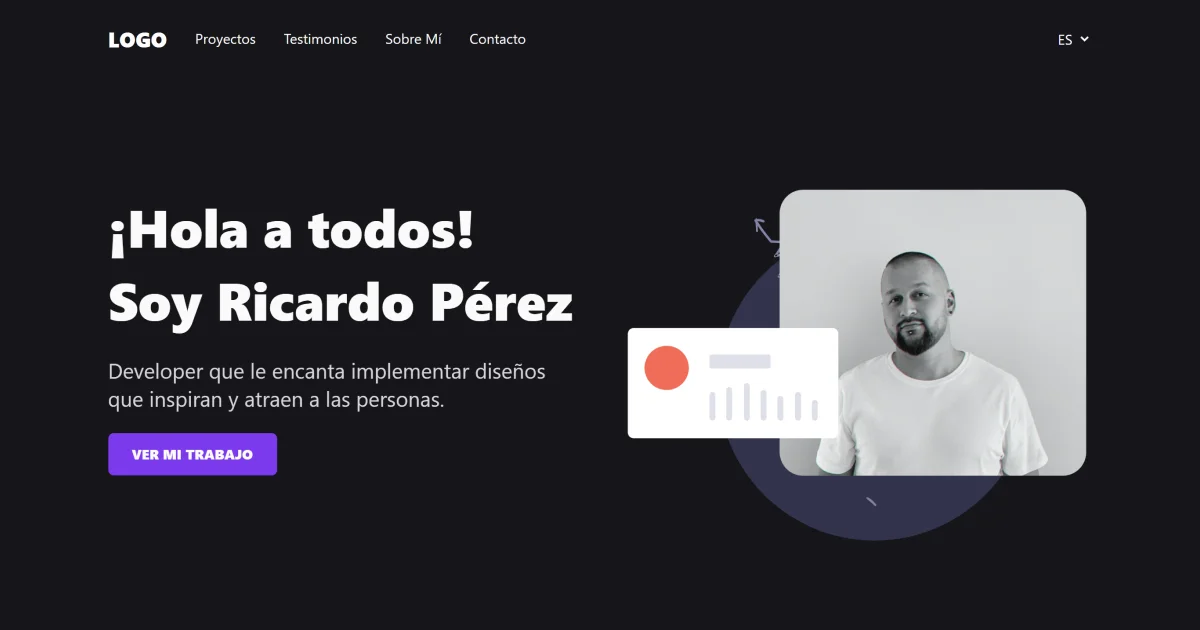 LOGO
Proyectos
Testimonios
Sobre Mí
Contacto
ES
¡Hola a todos!
Soy Ricardo Pérez
Developer que le encanta implementar diseños
que inspiran y atraen a las personas.
VER MI TRABAJO